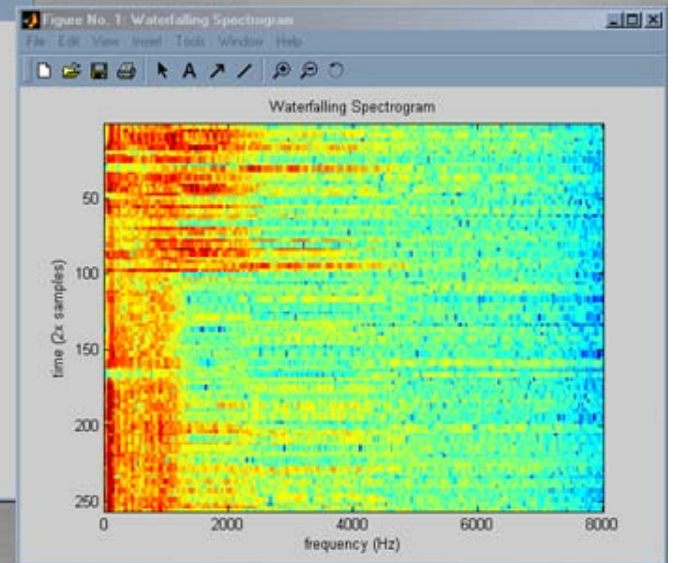 Figure No. 1: Waterfalling Spectrogram
File Edit View Insert Tools Window Help
A
Waterfalling Spectrogram
50
100
150
200
250
time (2x samples)
0 2000 4000 6000 8000
frequency (Hz)